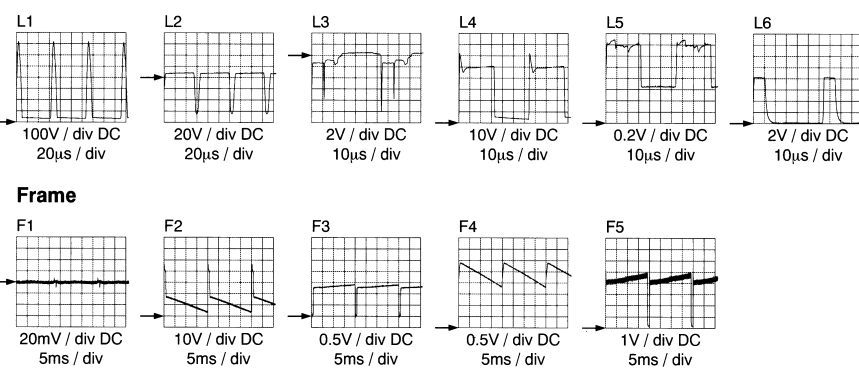 L1 L2 L3 L4 L5 L6
100V / div DC 20V / div DC 2V / div DC 10V / div DC 0.2V / div DC 2V / div DC
20µs / div 20µs / div 10µs / div 10µs / div 10µs / div 10µs / div
Frame
F1 F2 F3 F4 F5
20mV / div DC 10V / div DC 0.5V / div DC 0.5V / div DC 1V / div DC
5ms / div 5ms / div 5ms / div 5ms / div 5ms / div